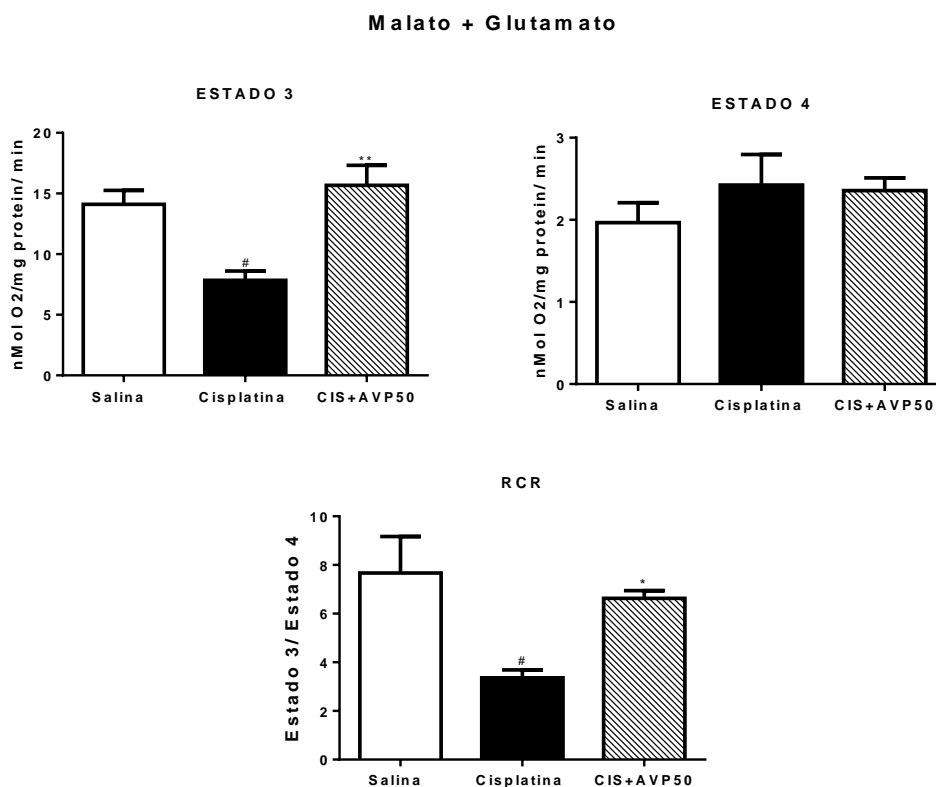 Malato + Glutamato
ESTADO 3
nMol O2/mg protein/ min
20
15
10
5
0
#
**
Salina Cisplatina CIS+AVP50
ESTADO 4
nMol O2/mg protein/ min
3
2
1
0
Salina Cisplatina CIS+AVP50
RCR
Estado 3/ Estado 4
10
8
6
4
2
0
#
*
Salina Cisplatina CIS+AVP50